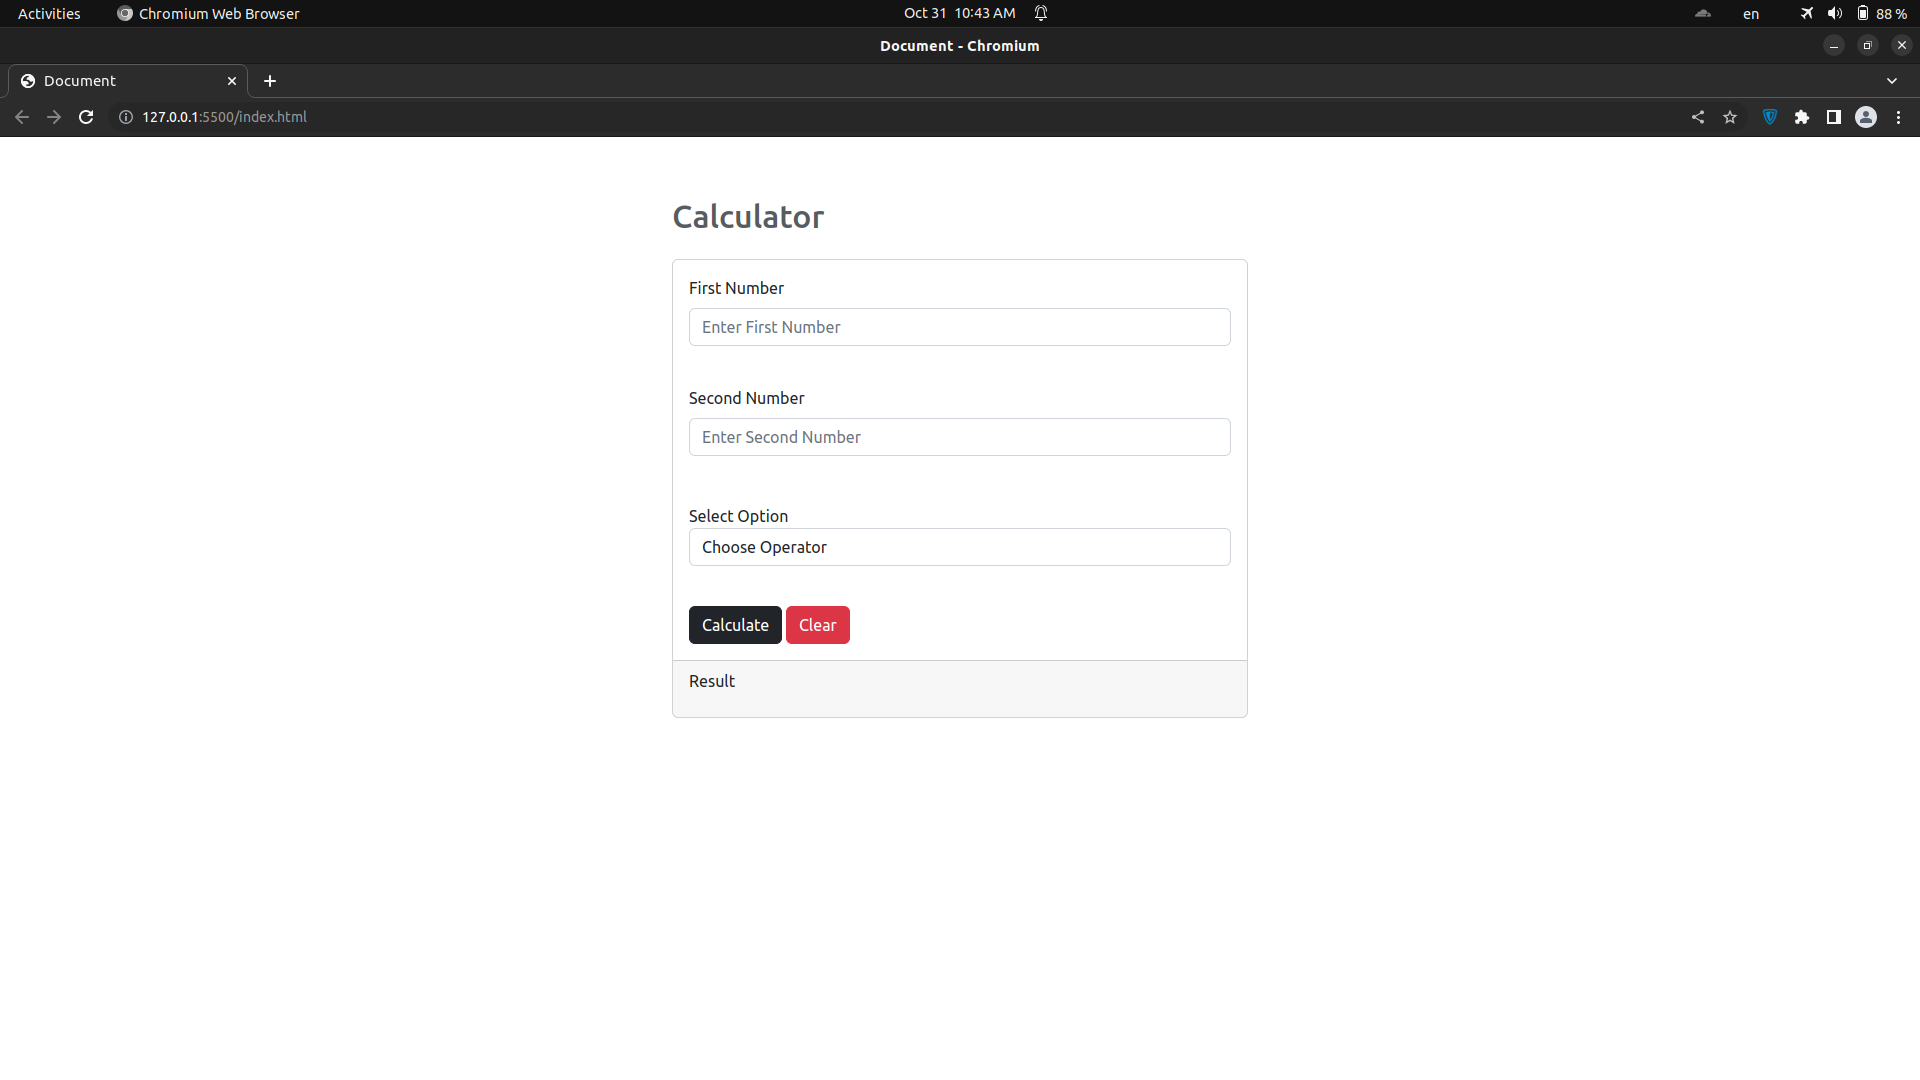 Activities Chromium Web Browser Oct 31 10:43 AM en 88 %
Document - Chromium
Document
127.0.0.1:5500/index.html
Calculator
First Number
Enter First Number
Second Number
Enter Second Number
Select Option
Choose Operator
Calculate Clear
Result